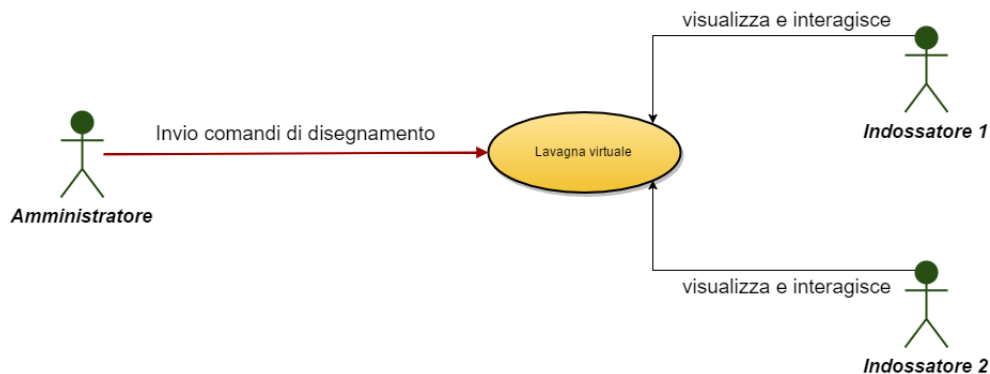 visualizza e interagisce
Indossatore 1
Invio comandi di disegnamento
Lavagna virtuale
Amministratore
visualizza e interagisce
Indossatore 2